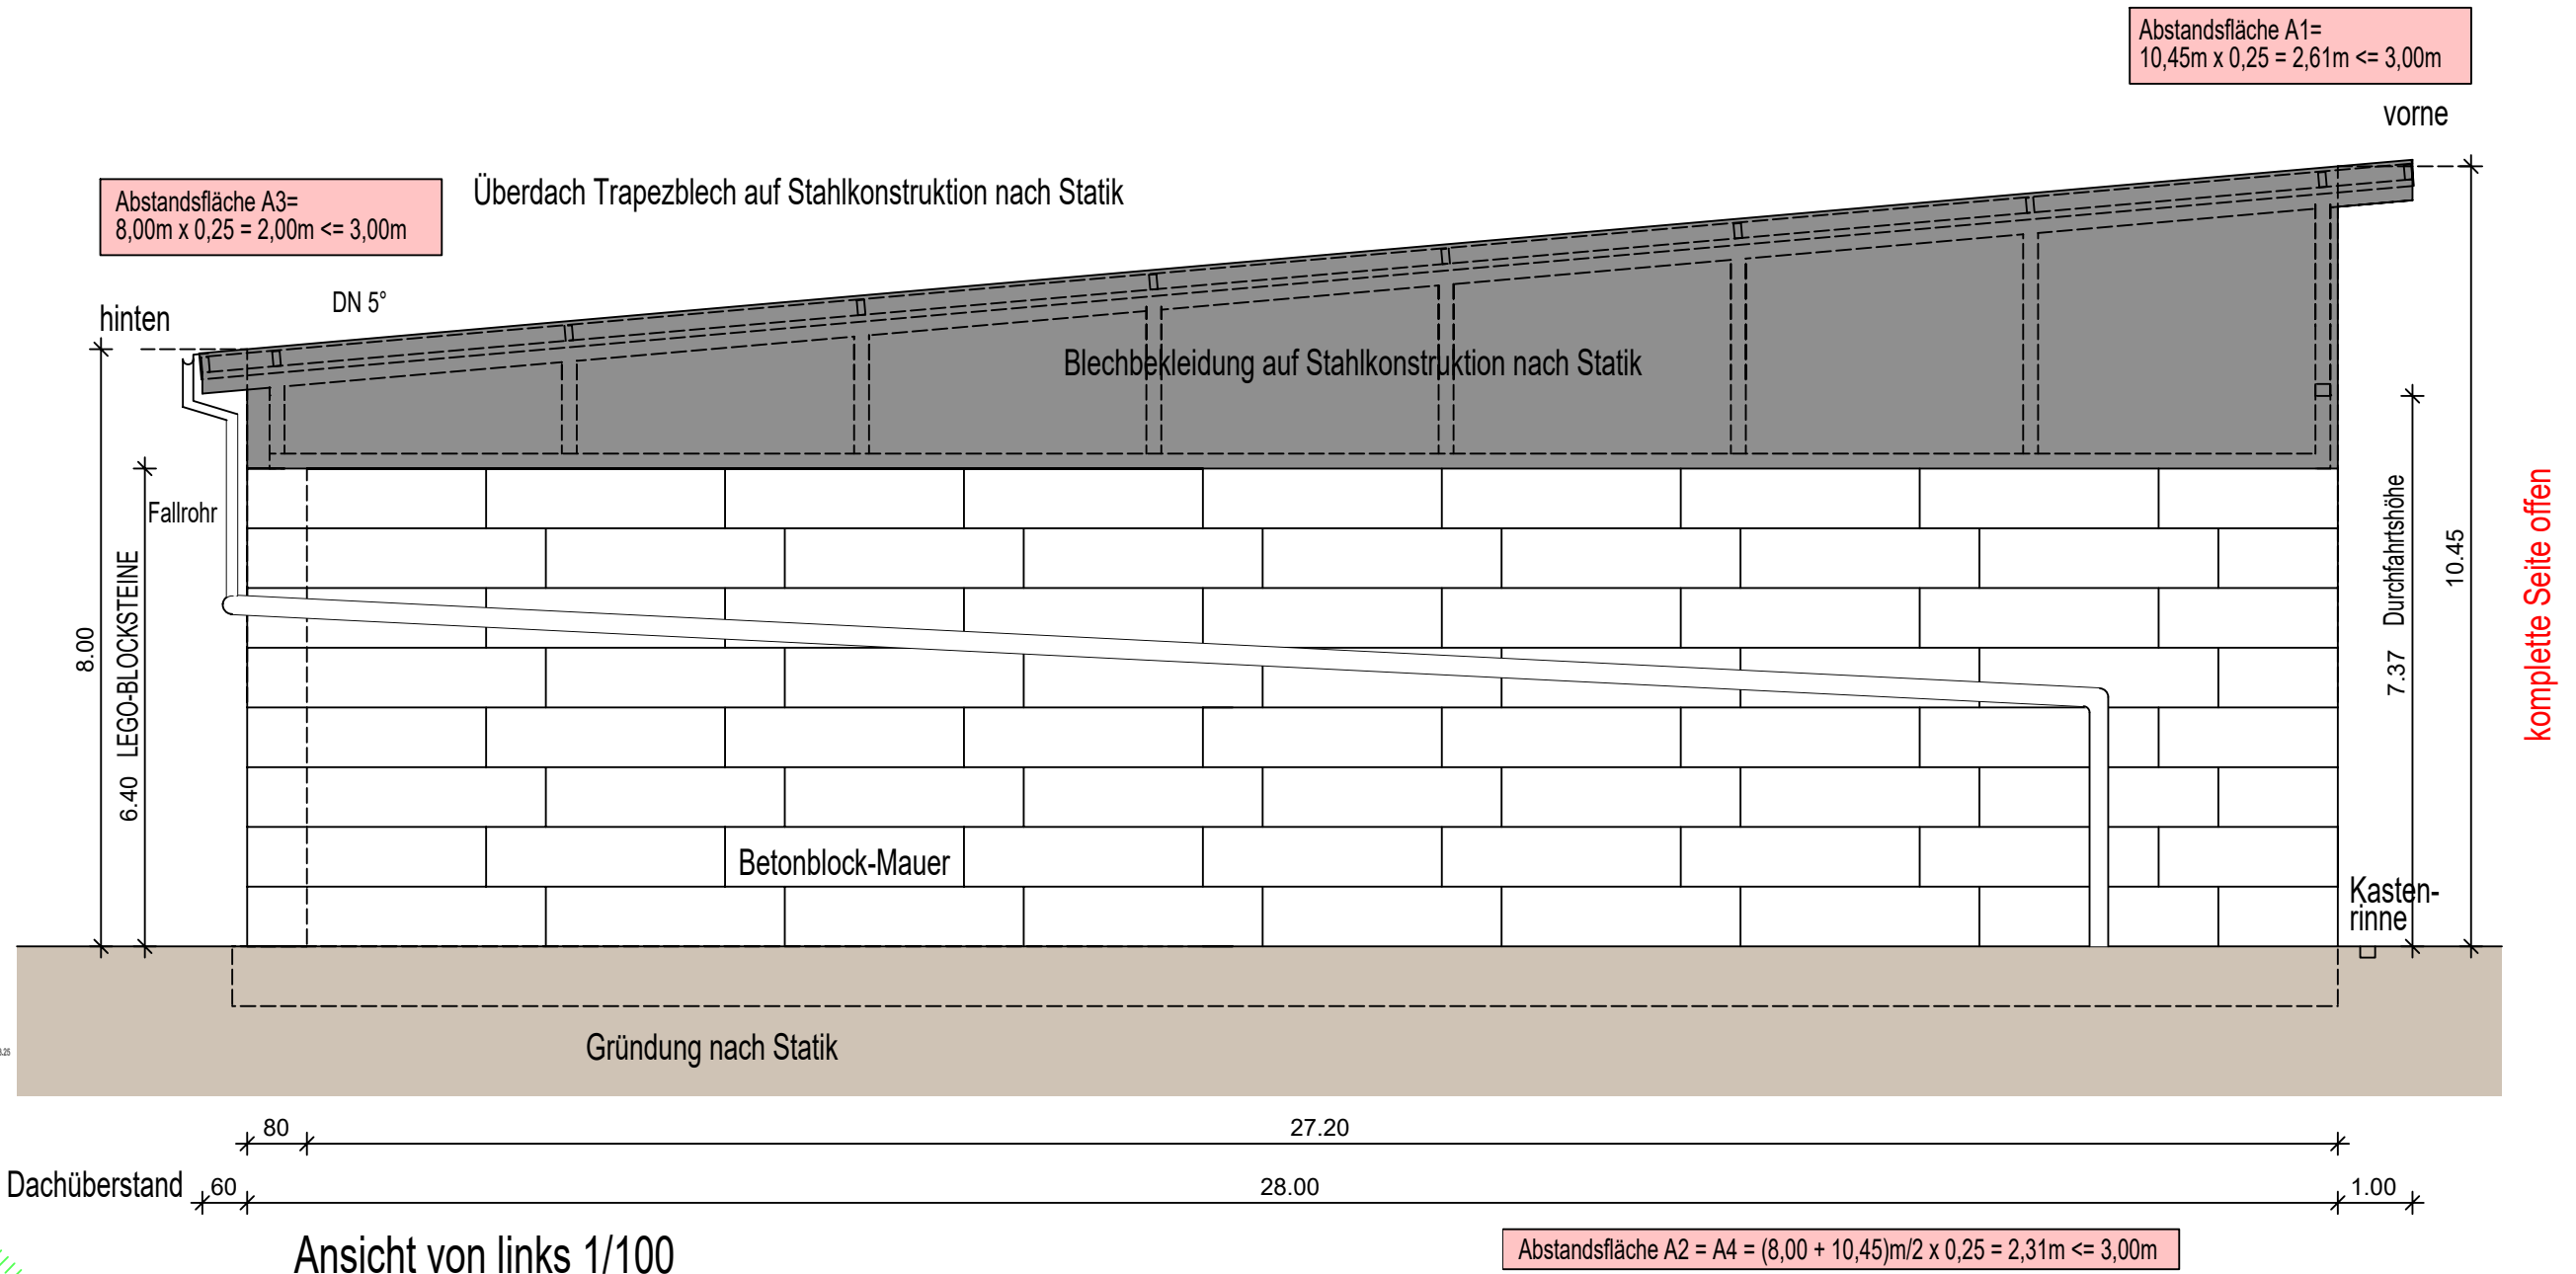 Abstandsfläche A1=
10,45m x 0,25 = 2,61m <= 3,00m
vorne
Abstandsfläche A3=
8,00m x 0,25 = 2,00m <= 3,00m
Überdach Trapezblech auf Stahlkonstruktion nach Statik
DN 5°
hinten
Blechbekleidung auf Stahlkonstruktion nach Statik
Fallrohr
8.00
6.40 LEGO-BLOCKSTEINE
7.37 Durchfahrtshöhe
10.45
komplette Seite offen
Betonblock-Mauer
Kasten-
rinne
Gründung nach Statik
80
27.20
Dachüberstand
60
28.00
1.00
Ansicht von links 1/100
Abstandsfläche A2 = A4 = (8,00 + 10,45)m/2 x 0,25 = 2,31m <= 3,00m